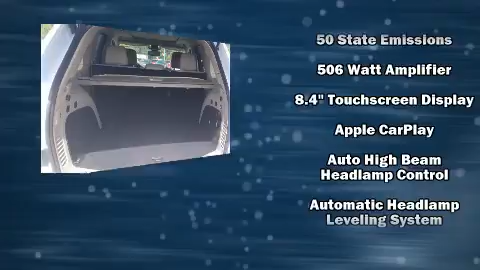 50 State Emissions
506 Watt Amplifier
8.4" Touchscreen Display
Apple CarPlay
Auto High Beam
Headlamp Control
Automatic Headlamp
Leveling System